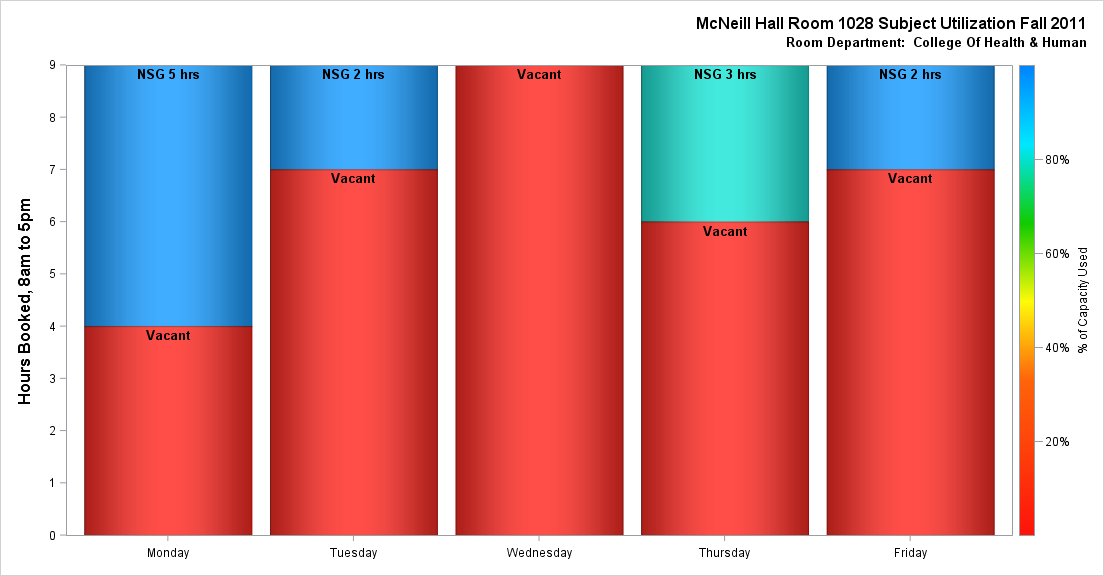 McNeill Hall Room 1028 Subject Utilization Fall 2011
Room Department:  College Of Health & Human
Hours Booked, 8am to 5pm
9
8
7
6
5
4
3
2
1
0
NSG 5 hrs
Vacant
NSG 2 hrs
Vacant
Vacant
NSG 3 hrs
Vacant
NSG 2 hrs
Vacant
Monday
Tuesday
Wednesday
Thursday
Friday
80%
60%
40%
20%
% of Capacity Used